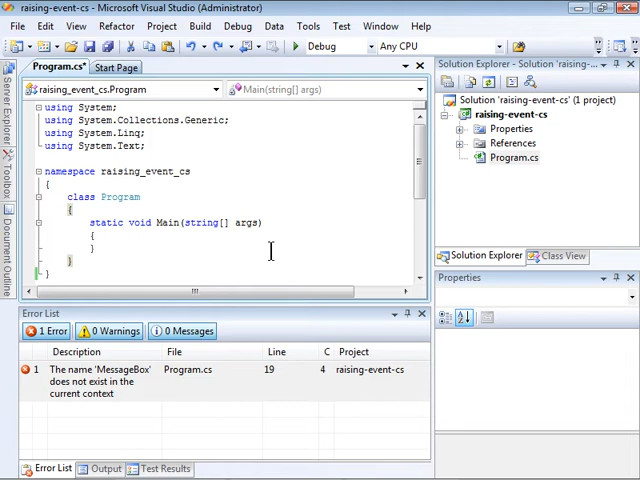 raising-event-cs - Microsoft Visual Studio (Administrator)
File Edit View Refactor Project Build Debug Data Tools Test Window Help
Debug Any CPU
Program.cs* Start Page
raising_event_cs.Program Main(string[] args)
using System;
using System.Collections.Generic;
using System.Linq;
using System.Text;
namespace raising_event_cs
{
class Program
{
static void Main(string[] args)
{
}
}
}
Server Explorer
Toolbox
Document Outline
Solution Explorer - Solution 'raising-...
Solution 'raising-event-cs' (1 project)
raising-event-cs
Properties
References
Program.cs
Solution Explorer Class View
Properties
Error List
1 Error 0 Warnings 0 Messages
Description File Line C Project
1 The name 'MessageBox' does not exist in the current context Program.cs 19 4 raising-event-cs
Error List Output Test Results